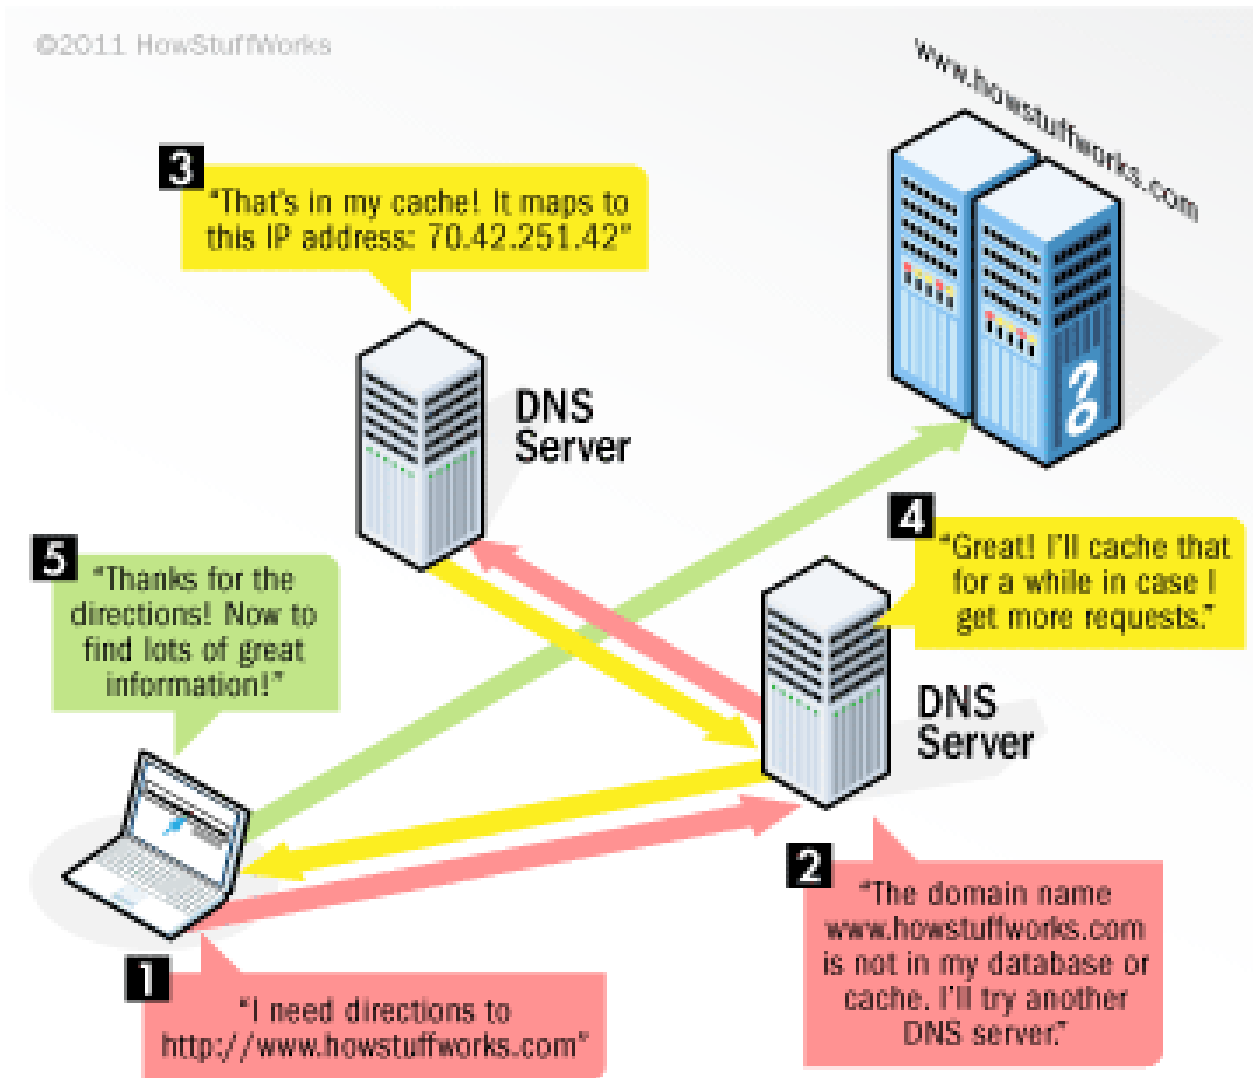 ©2011 HowStuffWorks
www.howstuffworks.com
3
“That's in my cache! It maps to
this IP address: 70.42.251.42”
DNS
Server
4
“Great! I'll cache that
for a while in case I
get more requests.”
5
“Thanks for the
directions! Now to
find lots of great
information!”
DNS
Server
2
“The domain name
www.howstuffworks.com
is not in my database or
cache. I'll try another
DNS server.”
1
“I need directions to
http://www.howstuffworks.com”